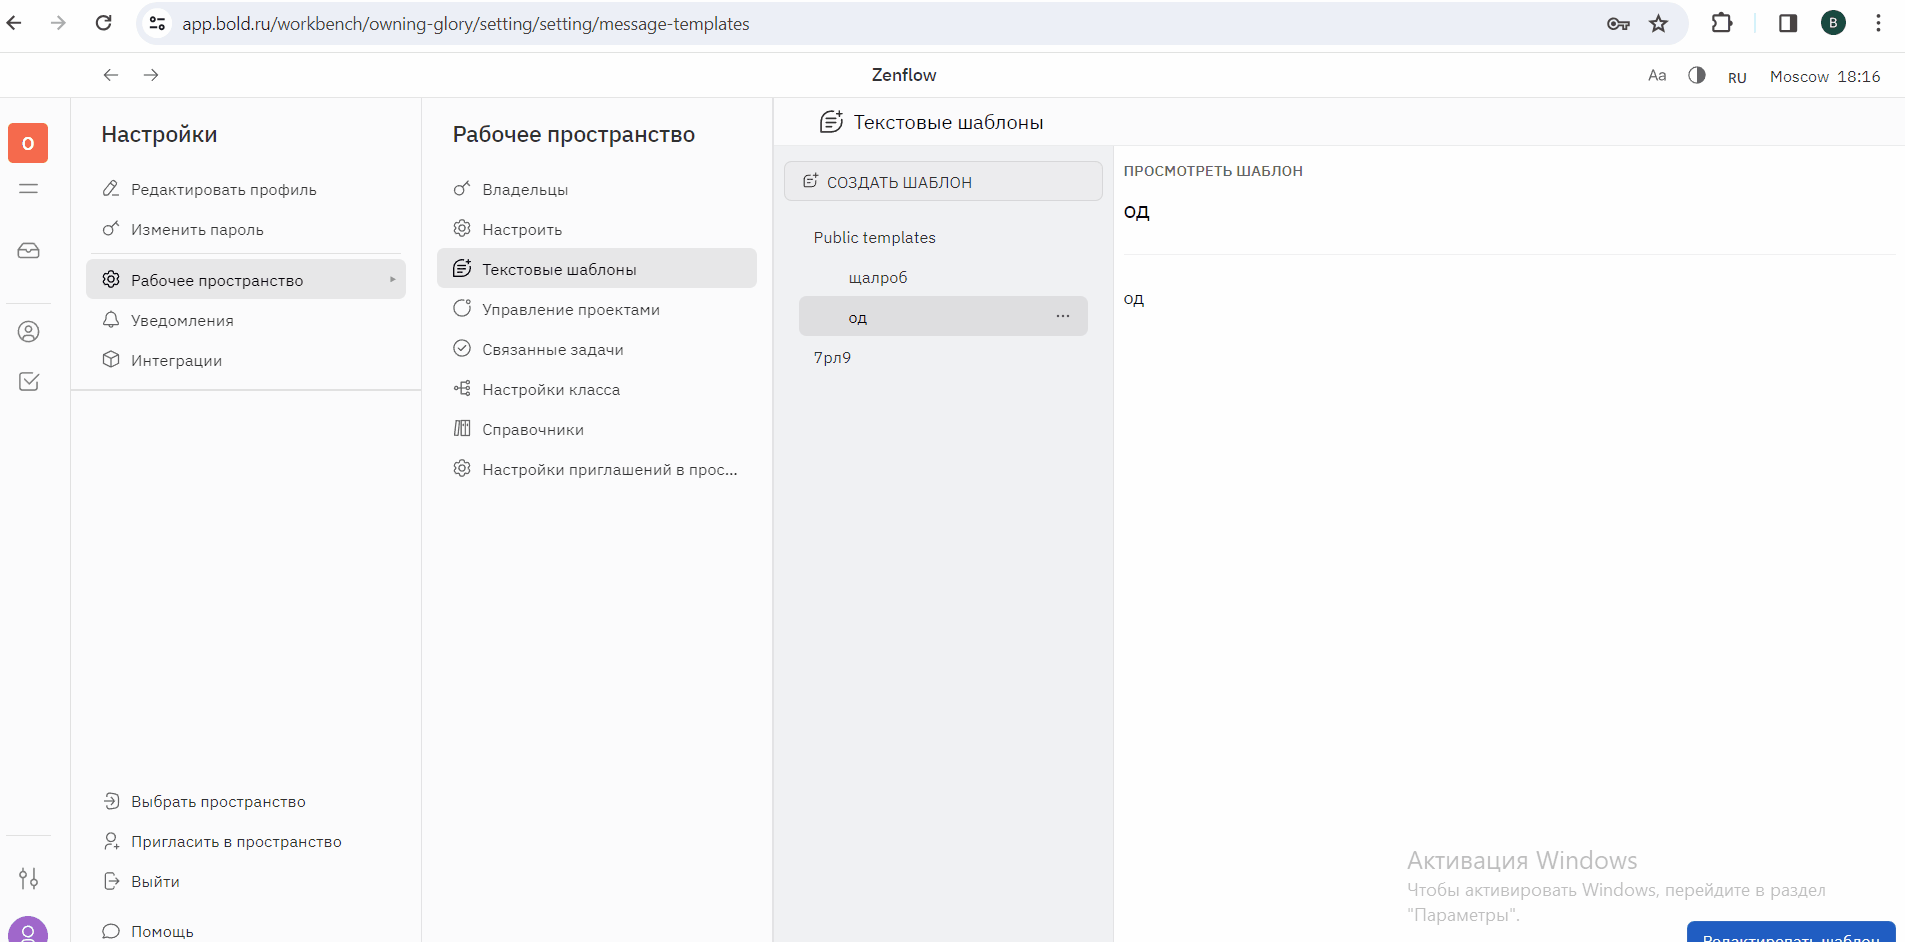 app.bold.ru/workbench/owning-glory/setting/setting/message-templates
B
Zenflow
Aa
RU
Moscow 18:16
O
Настройки
Редактировать профиль
Изменить пароль
Рабочее пространство
Уведомления
Интеграции
Выбрать пространство
Пригласить в пространство
Выйти
Помощь
Рабочее пространство
Владельцы
Настроить
Текстовые шаблоны
Управление проектами
Связанные задачи
Настройки класса
Справочники
Настройки приглашений в прос...
Текстовые шаблоны
СОЗДАТЬ ШАБЛОН
Public templates
щалроб
од
7рл9
ПРОСМОТРЕТЬ ШАБЛОН
од
од
Активация Windows
Чтобы активировать Windows, перейдите в раздел
"Параметры".
Редактировать шаблон